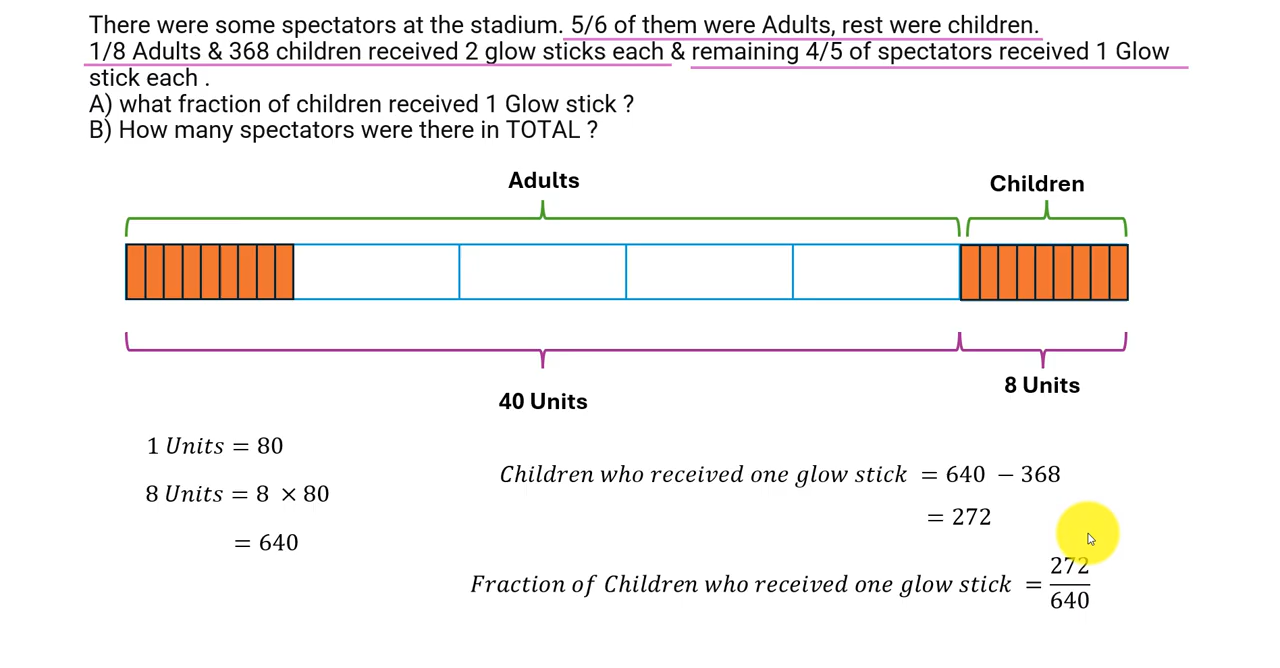 There were some spectators at the stadium. 5/6 of them were Adults, rest were children.
1/8 Adults & 368 children received 2 glow sticks each & remaining 4/5 of spectators received 1 Glow
stick each .
A) what fraction of children received 1 Glow stick ?
B) How many spectators were there in TOTAL ?
Adults
Children
40 Units
8 Units
1 Units = 80
8 Units = 8 × 80
= 640
Children who received one glow stick = 640 − 368
= 272
Fraction of Children who received one glow stick = 272/640